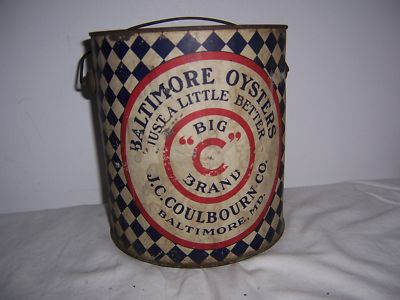 BALTIMORE OYSTERS
JUST A LITTLE BETTER
BIG
"C"
BRAND
J.C. COULBOURN CO.
BALTIMORE, MD.